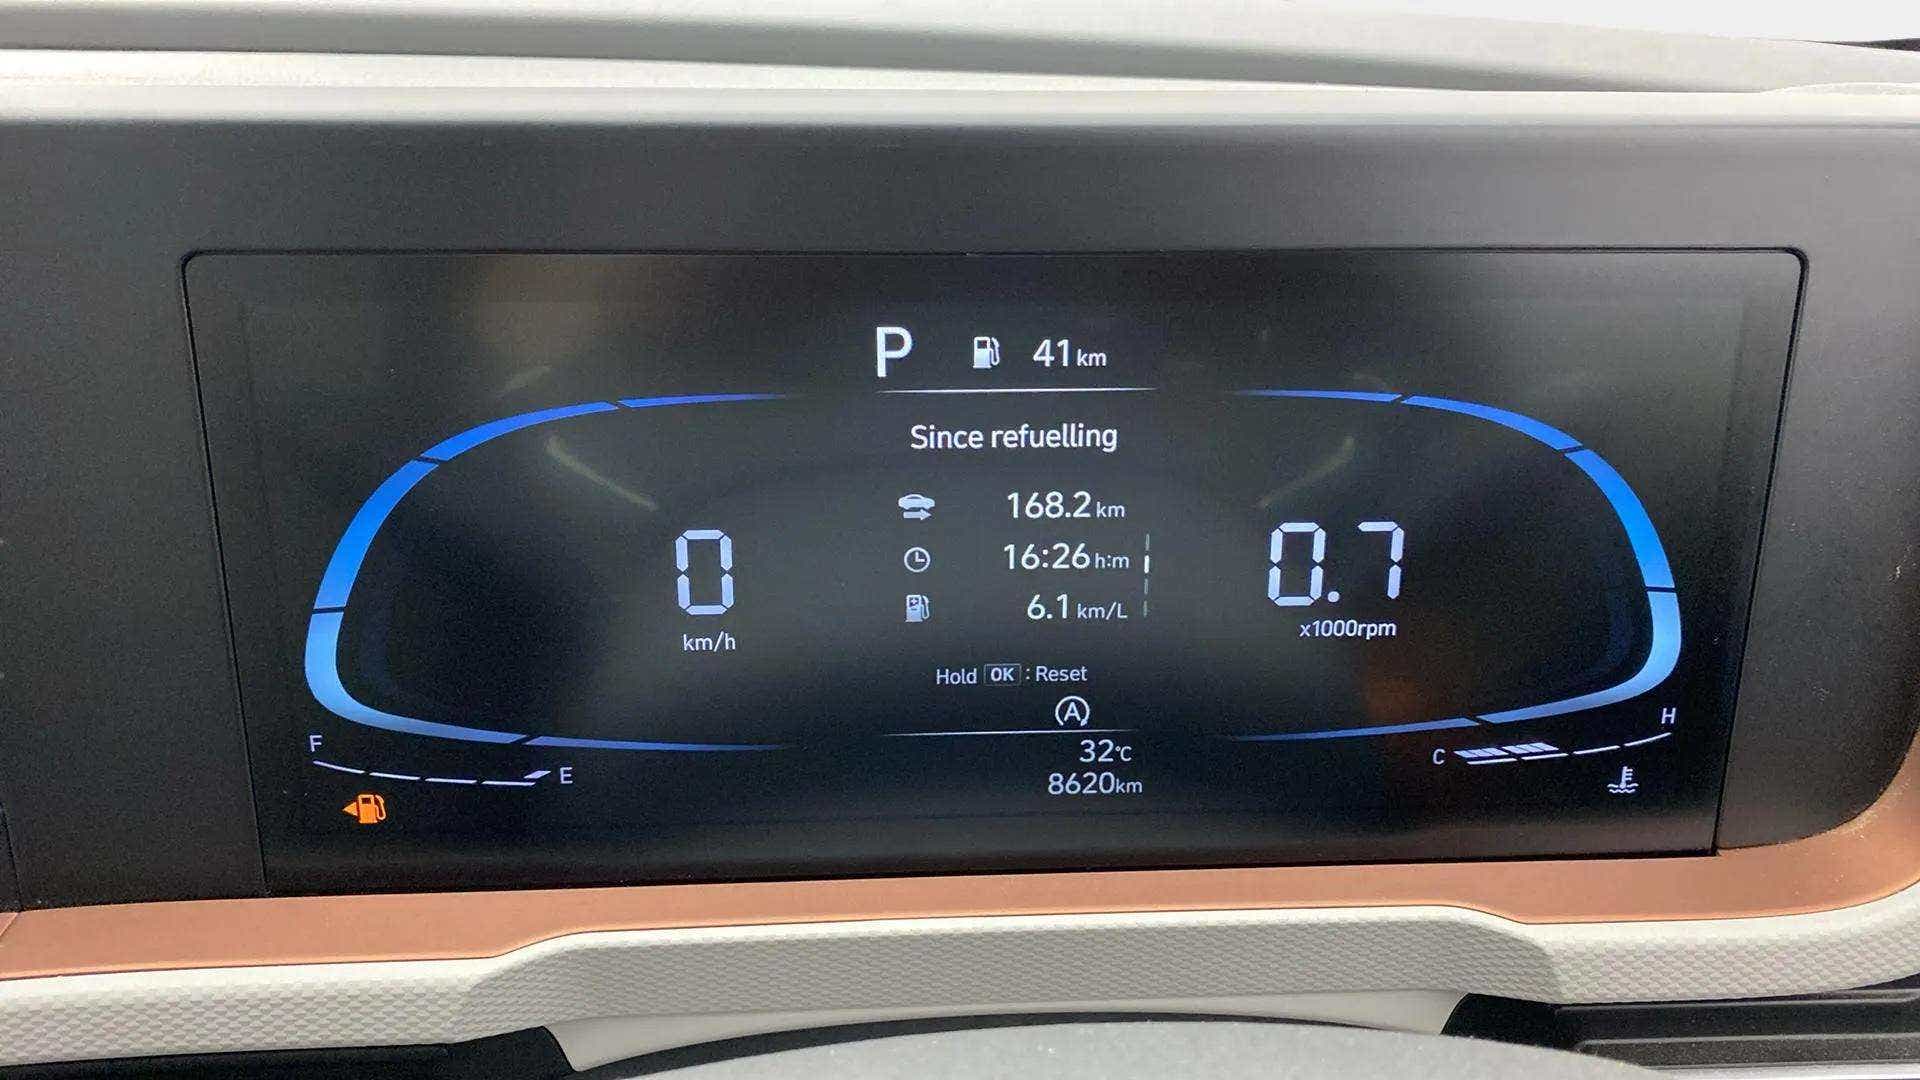 P 41 km
Since refuelling
168.2 km
16:26 h:m
6.1 km/L
0
km/h
0.7
x1000rpm
Hold OK : Reset
A
32°C
8620km
F
E
C
H